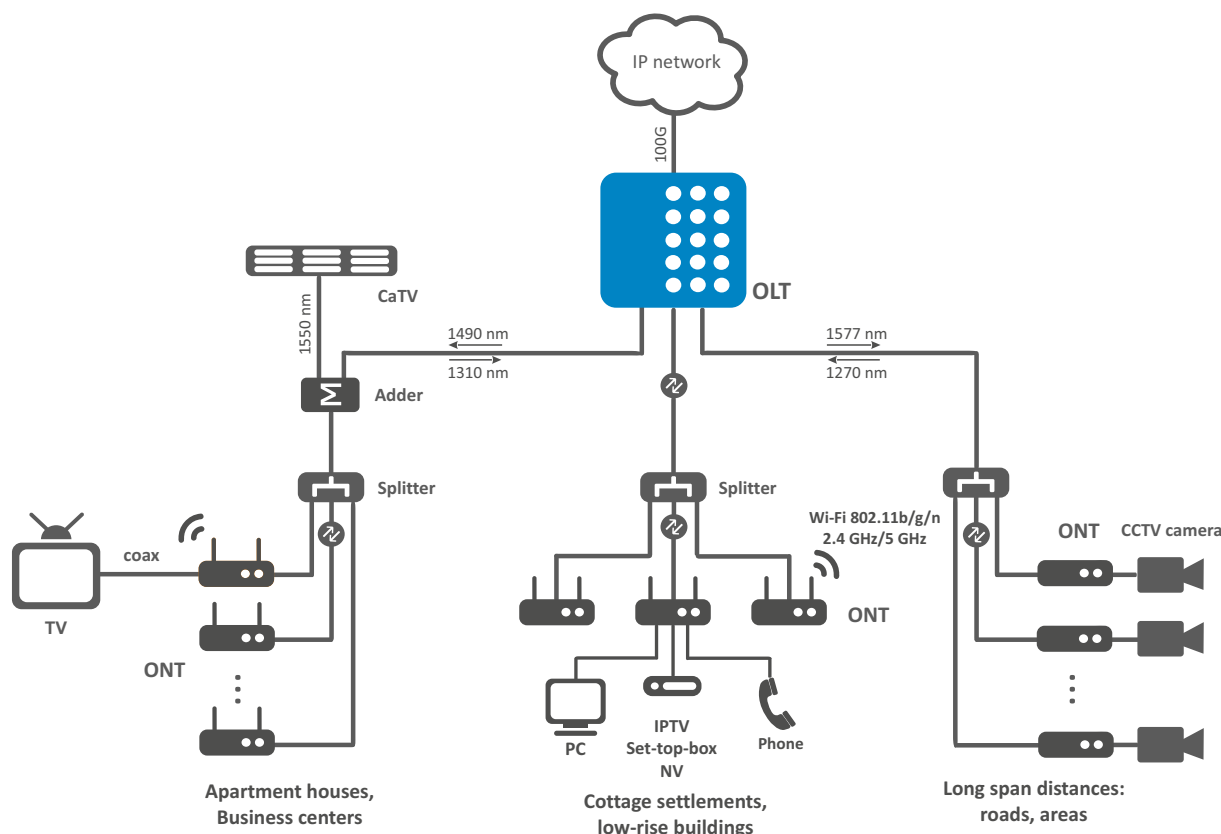 IP network
100G
OLT
CaTV
1550 nm
1490 nm
1310 nm
1577 nm
1270 nm
Adder
Splitter
Splitter
Wi-Fi 802.11b/g/n
2.4 GHz/5 GHz
ONT
CCTV camera
coax
TV
ONT
ONT
PC
IPTV
Set-top-box
NV
Phone
Apartment houses,
Business centers
Cottage settlements,
low-rise buildings
Long span distances:
roads, areas